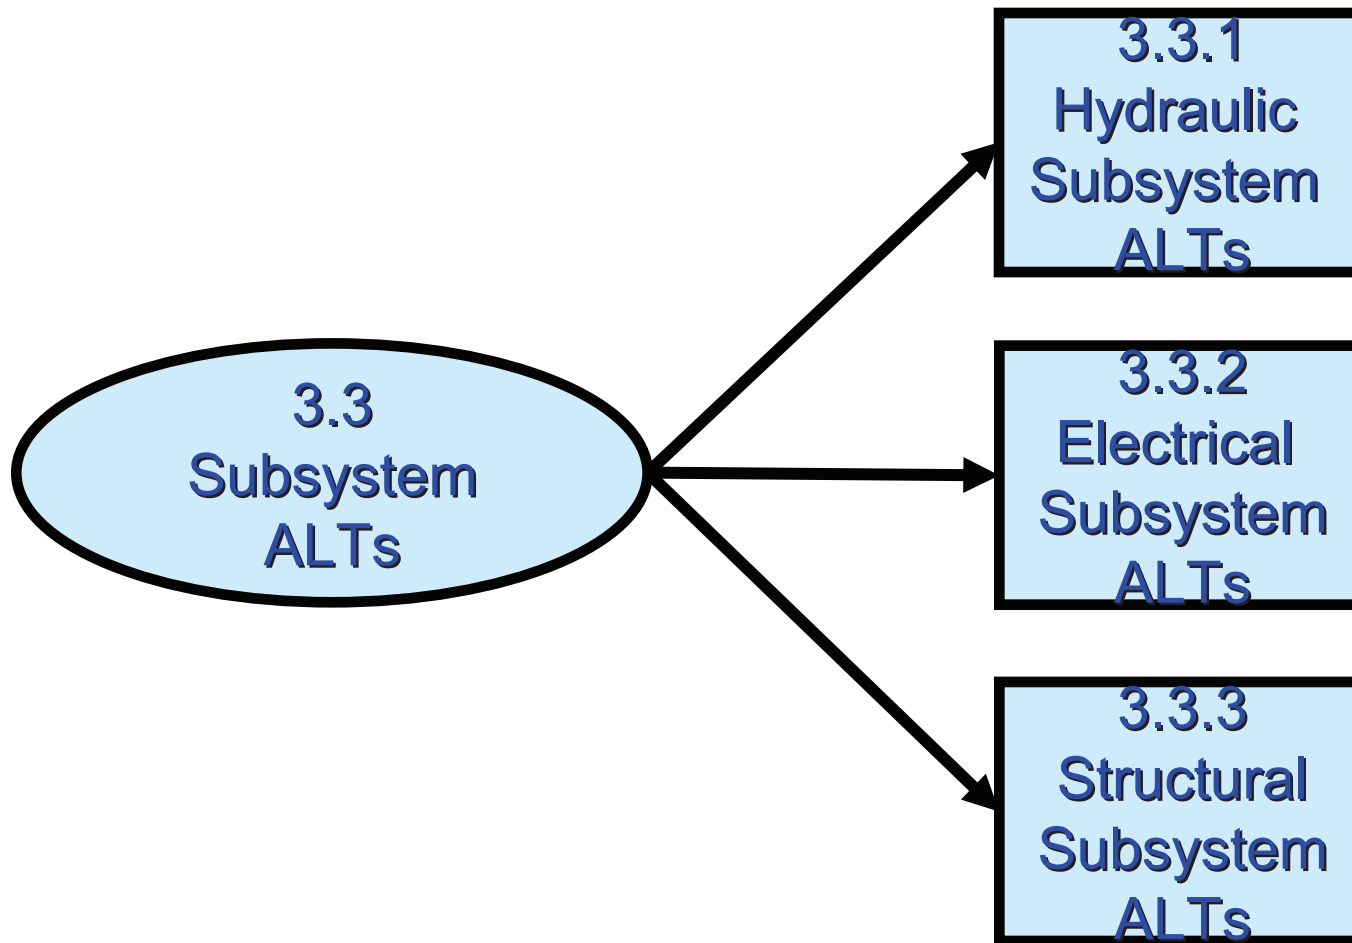 3.3
Subsystem
ALTs
3.3.1
Hydraulic
Subsystem
ALTs
3.3.2
Electrical
Subsystem
ALTs
3.3.3
Structural
Subsystem
ALTs